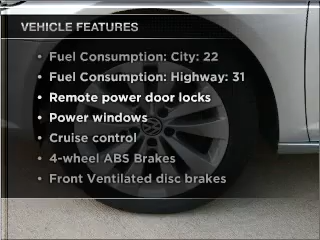 VEHICLE FEATURES
• Fuel Consumption: City: 22
• Fuel Consumption: Highway: 31
• Remote power door locks
• Power windows
• Cruise control
• 4-wheel ABS Brakes
• Front Ventilated disc brakes